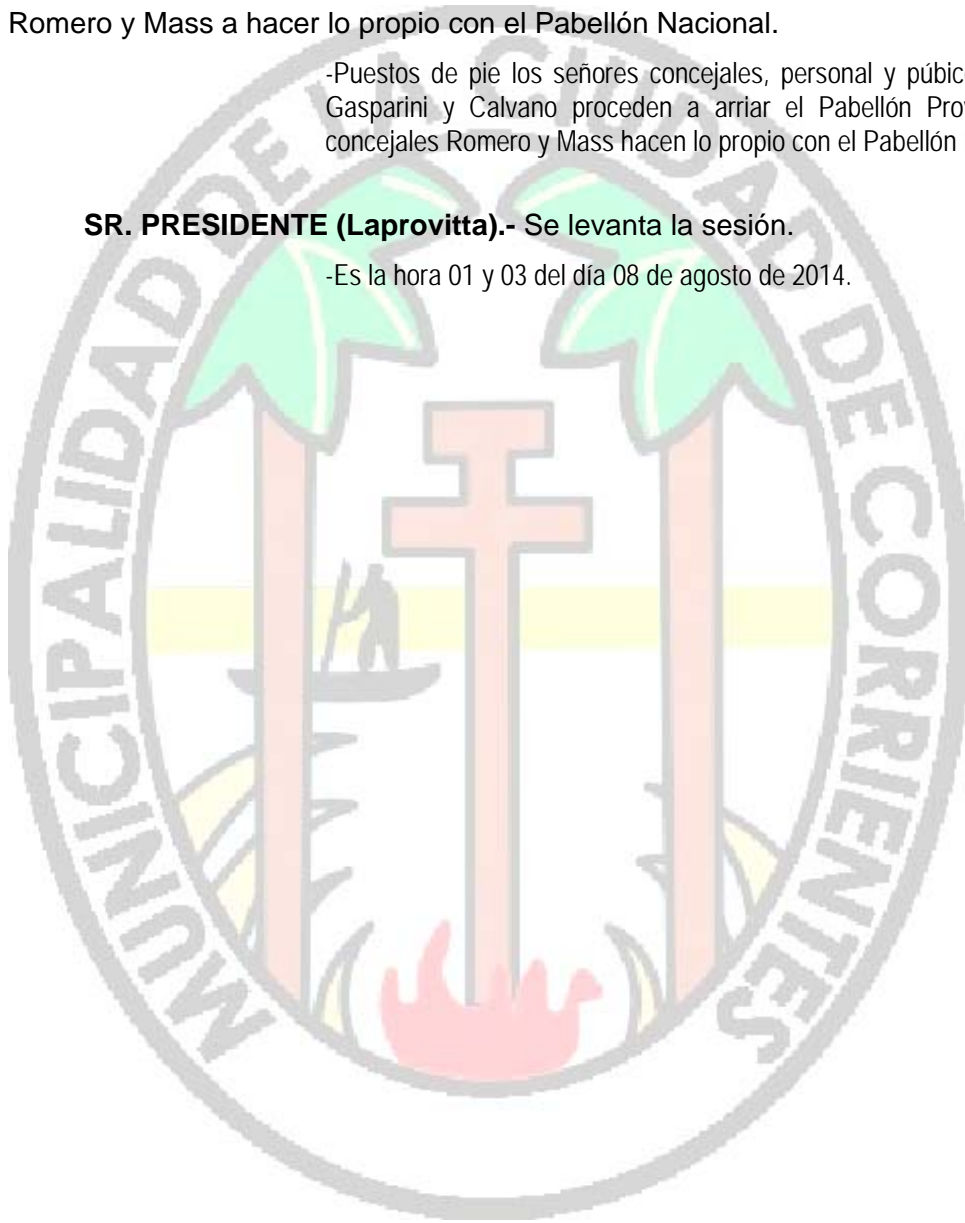 Romero y Mass a hacer lo propio con el Pabellón Nacional.
-Puestos de pie los señores concejales, personal y púbic
Gasparini y Calvano proceden a arriar el Pabellón Pro
concejales Romero y Mass hacen lo propio con el Pabellón
SR. PRESIDENTE (Laprovitta).- Se levanta la sesión.
-Es la hora 01 y 03 del día 08 de agosto de 2014.
MUNICIPALIDAD DE LA CIUDAD DE CORRIENTES